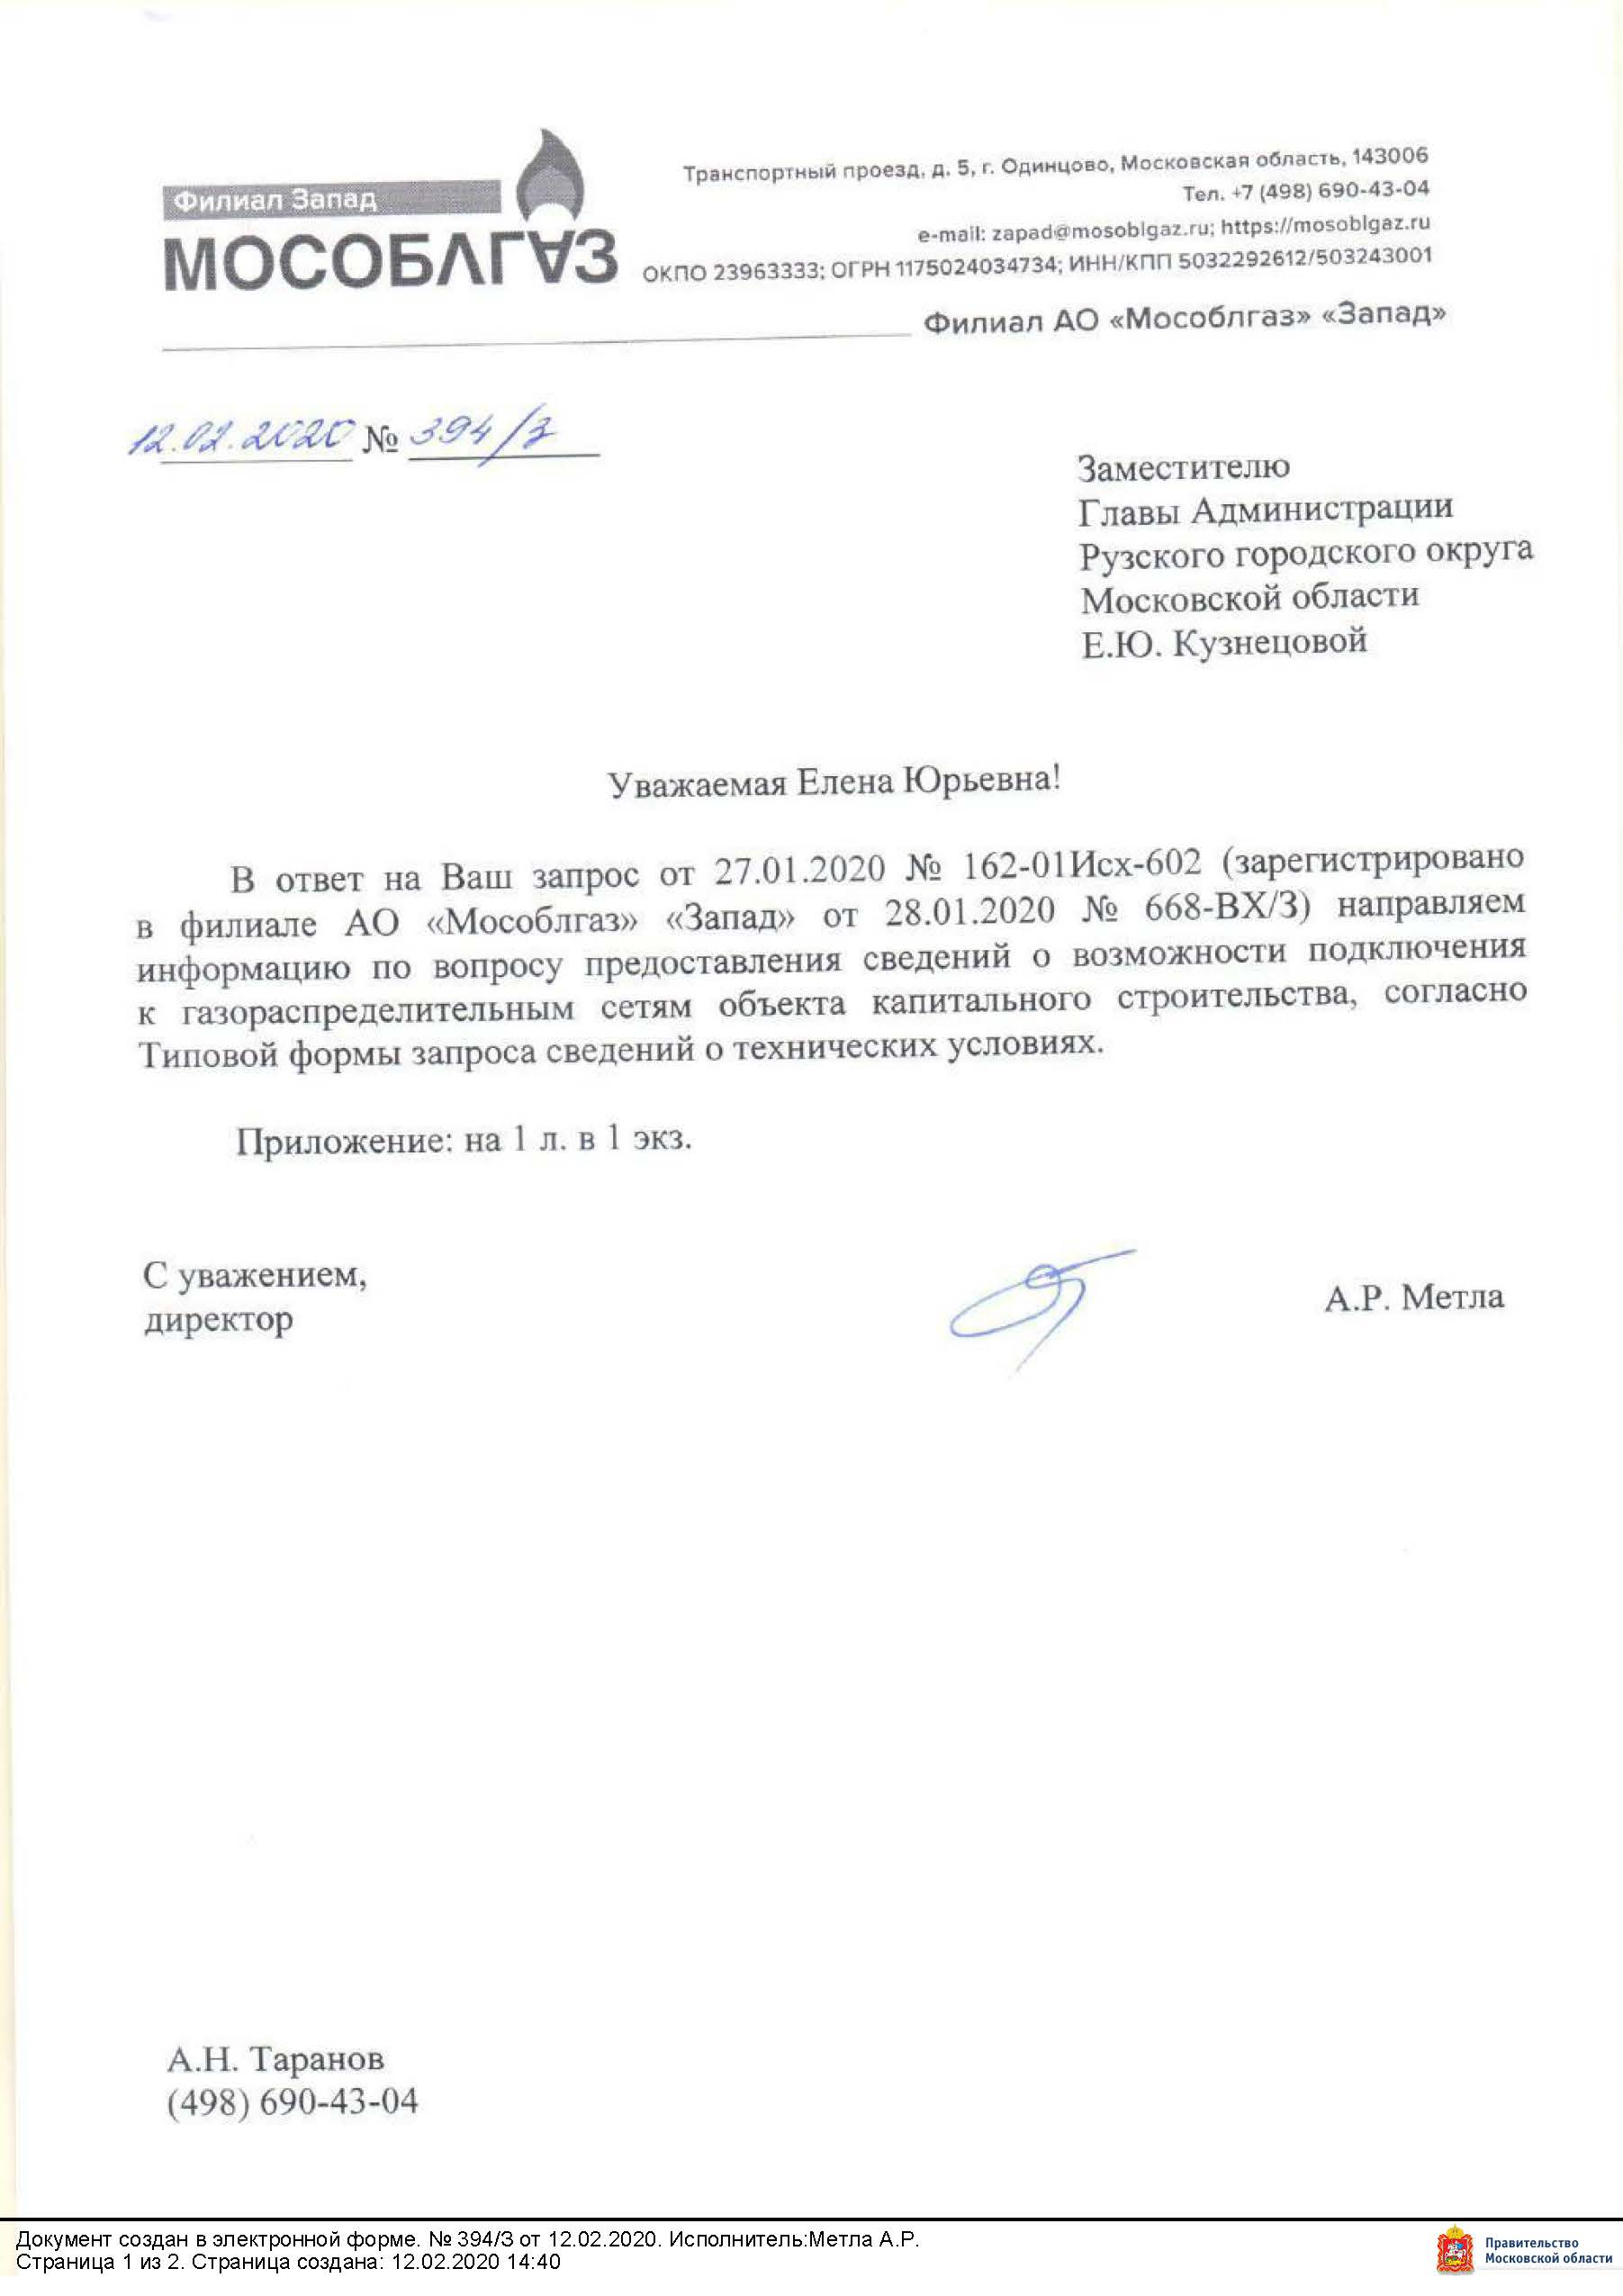 Филиал Запад
МОСОБЛГАЗ
Транспортный проезд, д. 5, г. Одинцово, Московская область, 143006
Тел. +7 (498) 690-43-04
e-mail: zapad@mosoblgaz.ru; https://mosoblgaz.ru
ОКПО 23963333; ОГРН 1175024034734; ИНН/КПП 5032292612/503243001
Филиал АО «Мособлгаз» «Запад»
12.02.2020 № 394/З
Заместителю
Главы Администрации
Рузского городского округа
Московской области
Е.Ю. Кузнецовой
Уважаемая Елена Юрьевна!
В ответ на Ваш запрос от 27.01.2020 № 162-01Исх-602 (зарегистрировано
в филиале АО «Мособлгаз» «Запад» от 28.01.2020 № 668-ВХ/З) направляем
информацию по вопросу предоставления сведений о возможности подключения
к газораспределительным сетям объекта капитального строительства, согласно
Типовой формы запроса сведений о технических условиях.
Приложение: на 1 л. в 1 экз.
С уважением,
директор
А.Р. Метла
А.Н. Таранов
(498) 690-43-04
Документ создан в электронной форме. № 394/З от 12.02.2020. Исполнитель:Метла А.Р.
Страница 1 из 2. Страница создана: 12.02.2020 14:40
Правительство
Московской области